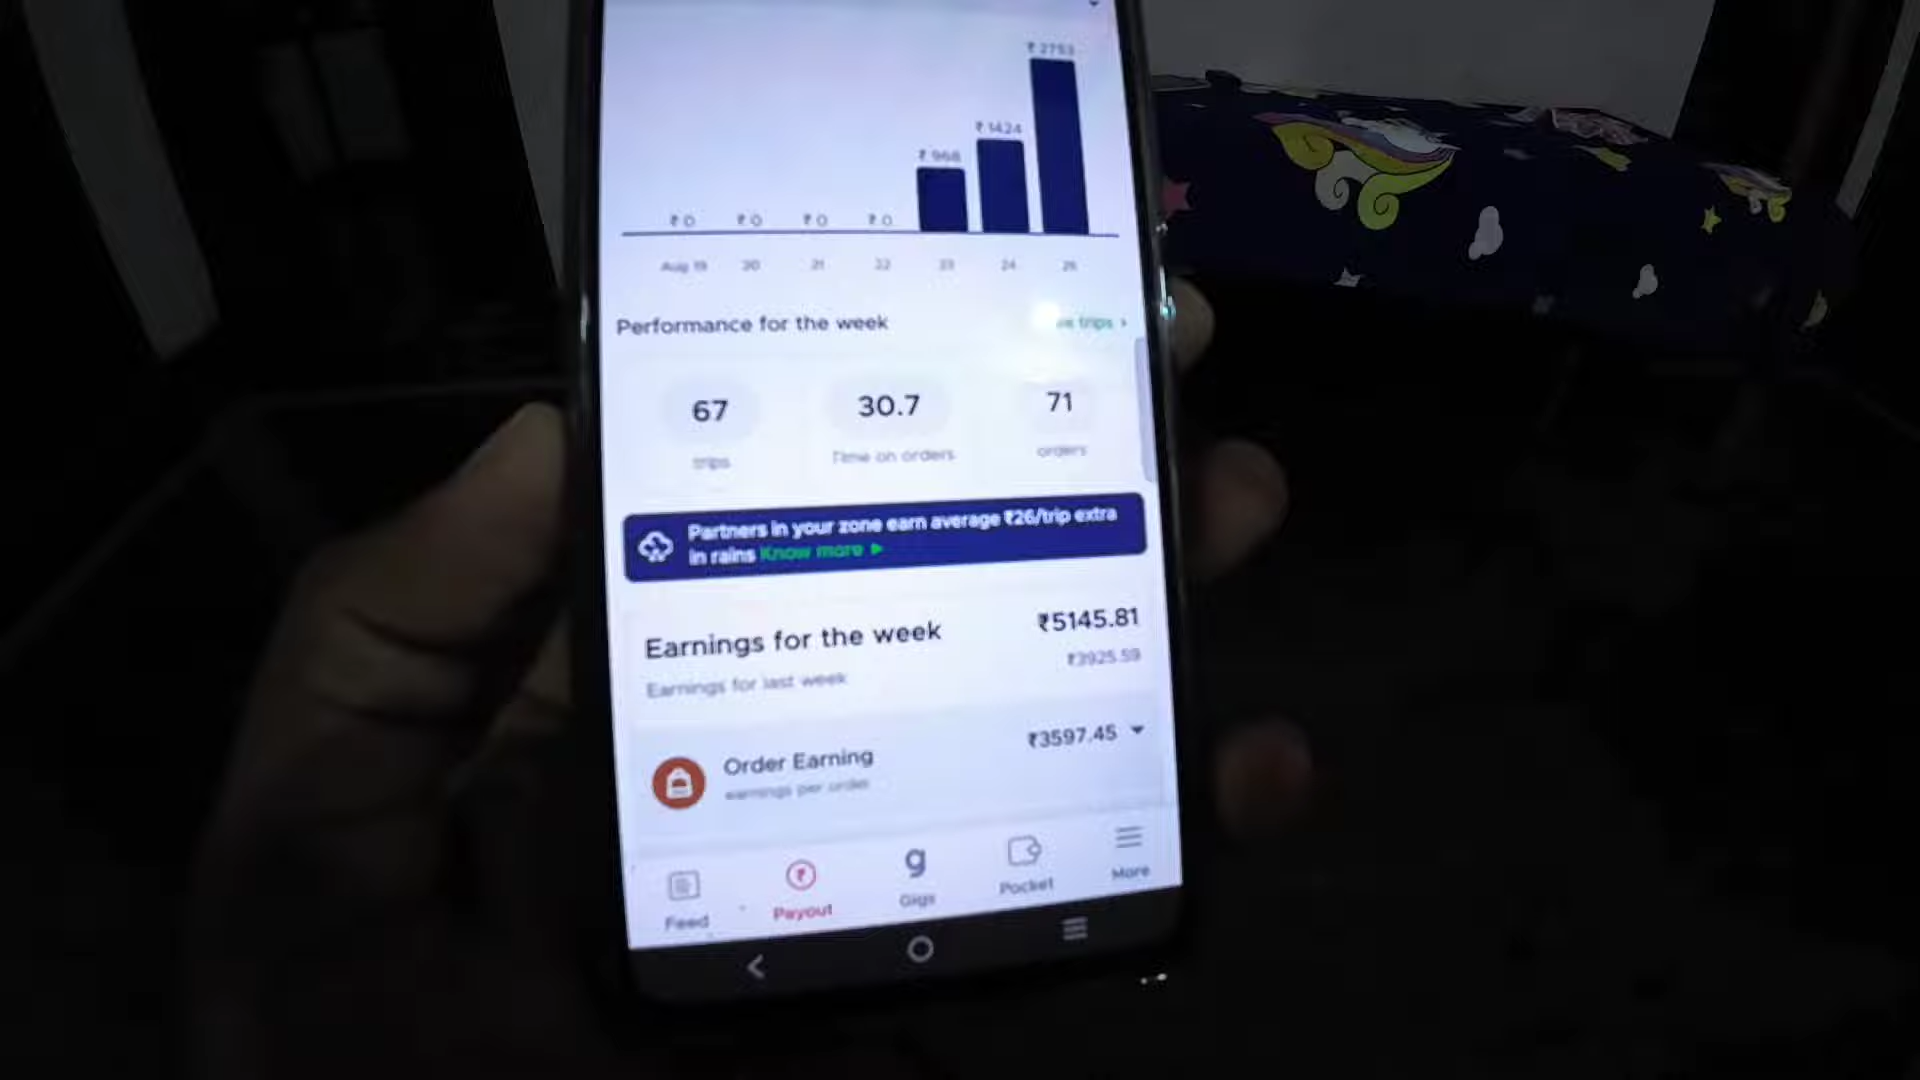 ₹ 2753
₹ 1424
₹ 968
₹ 0 ₹ 0 ₹ 0 ₹ 0
Aug 19 20 21 22 23 24 25
Performance for the week
trips ›
67 30.7 71
trips Time on orders orders
Partners in your zone earn average ₹26/trip extra
in rains Know more ▶
Earnings for the week ₹5145.81
Earnings for last week ₹3925.59
Order Earning ₹3597.45
earnings per order
g
Feed Payout Gigs Pocket More